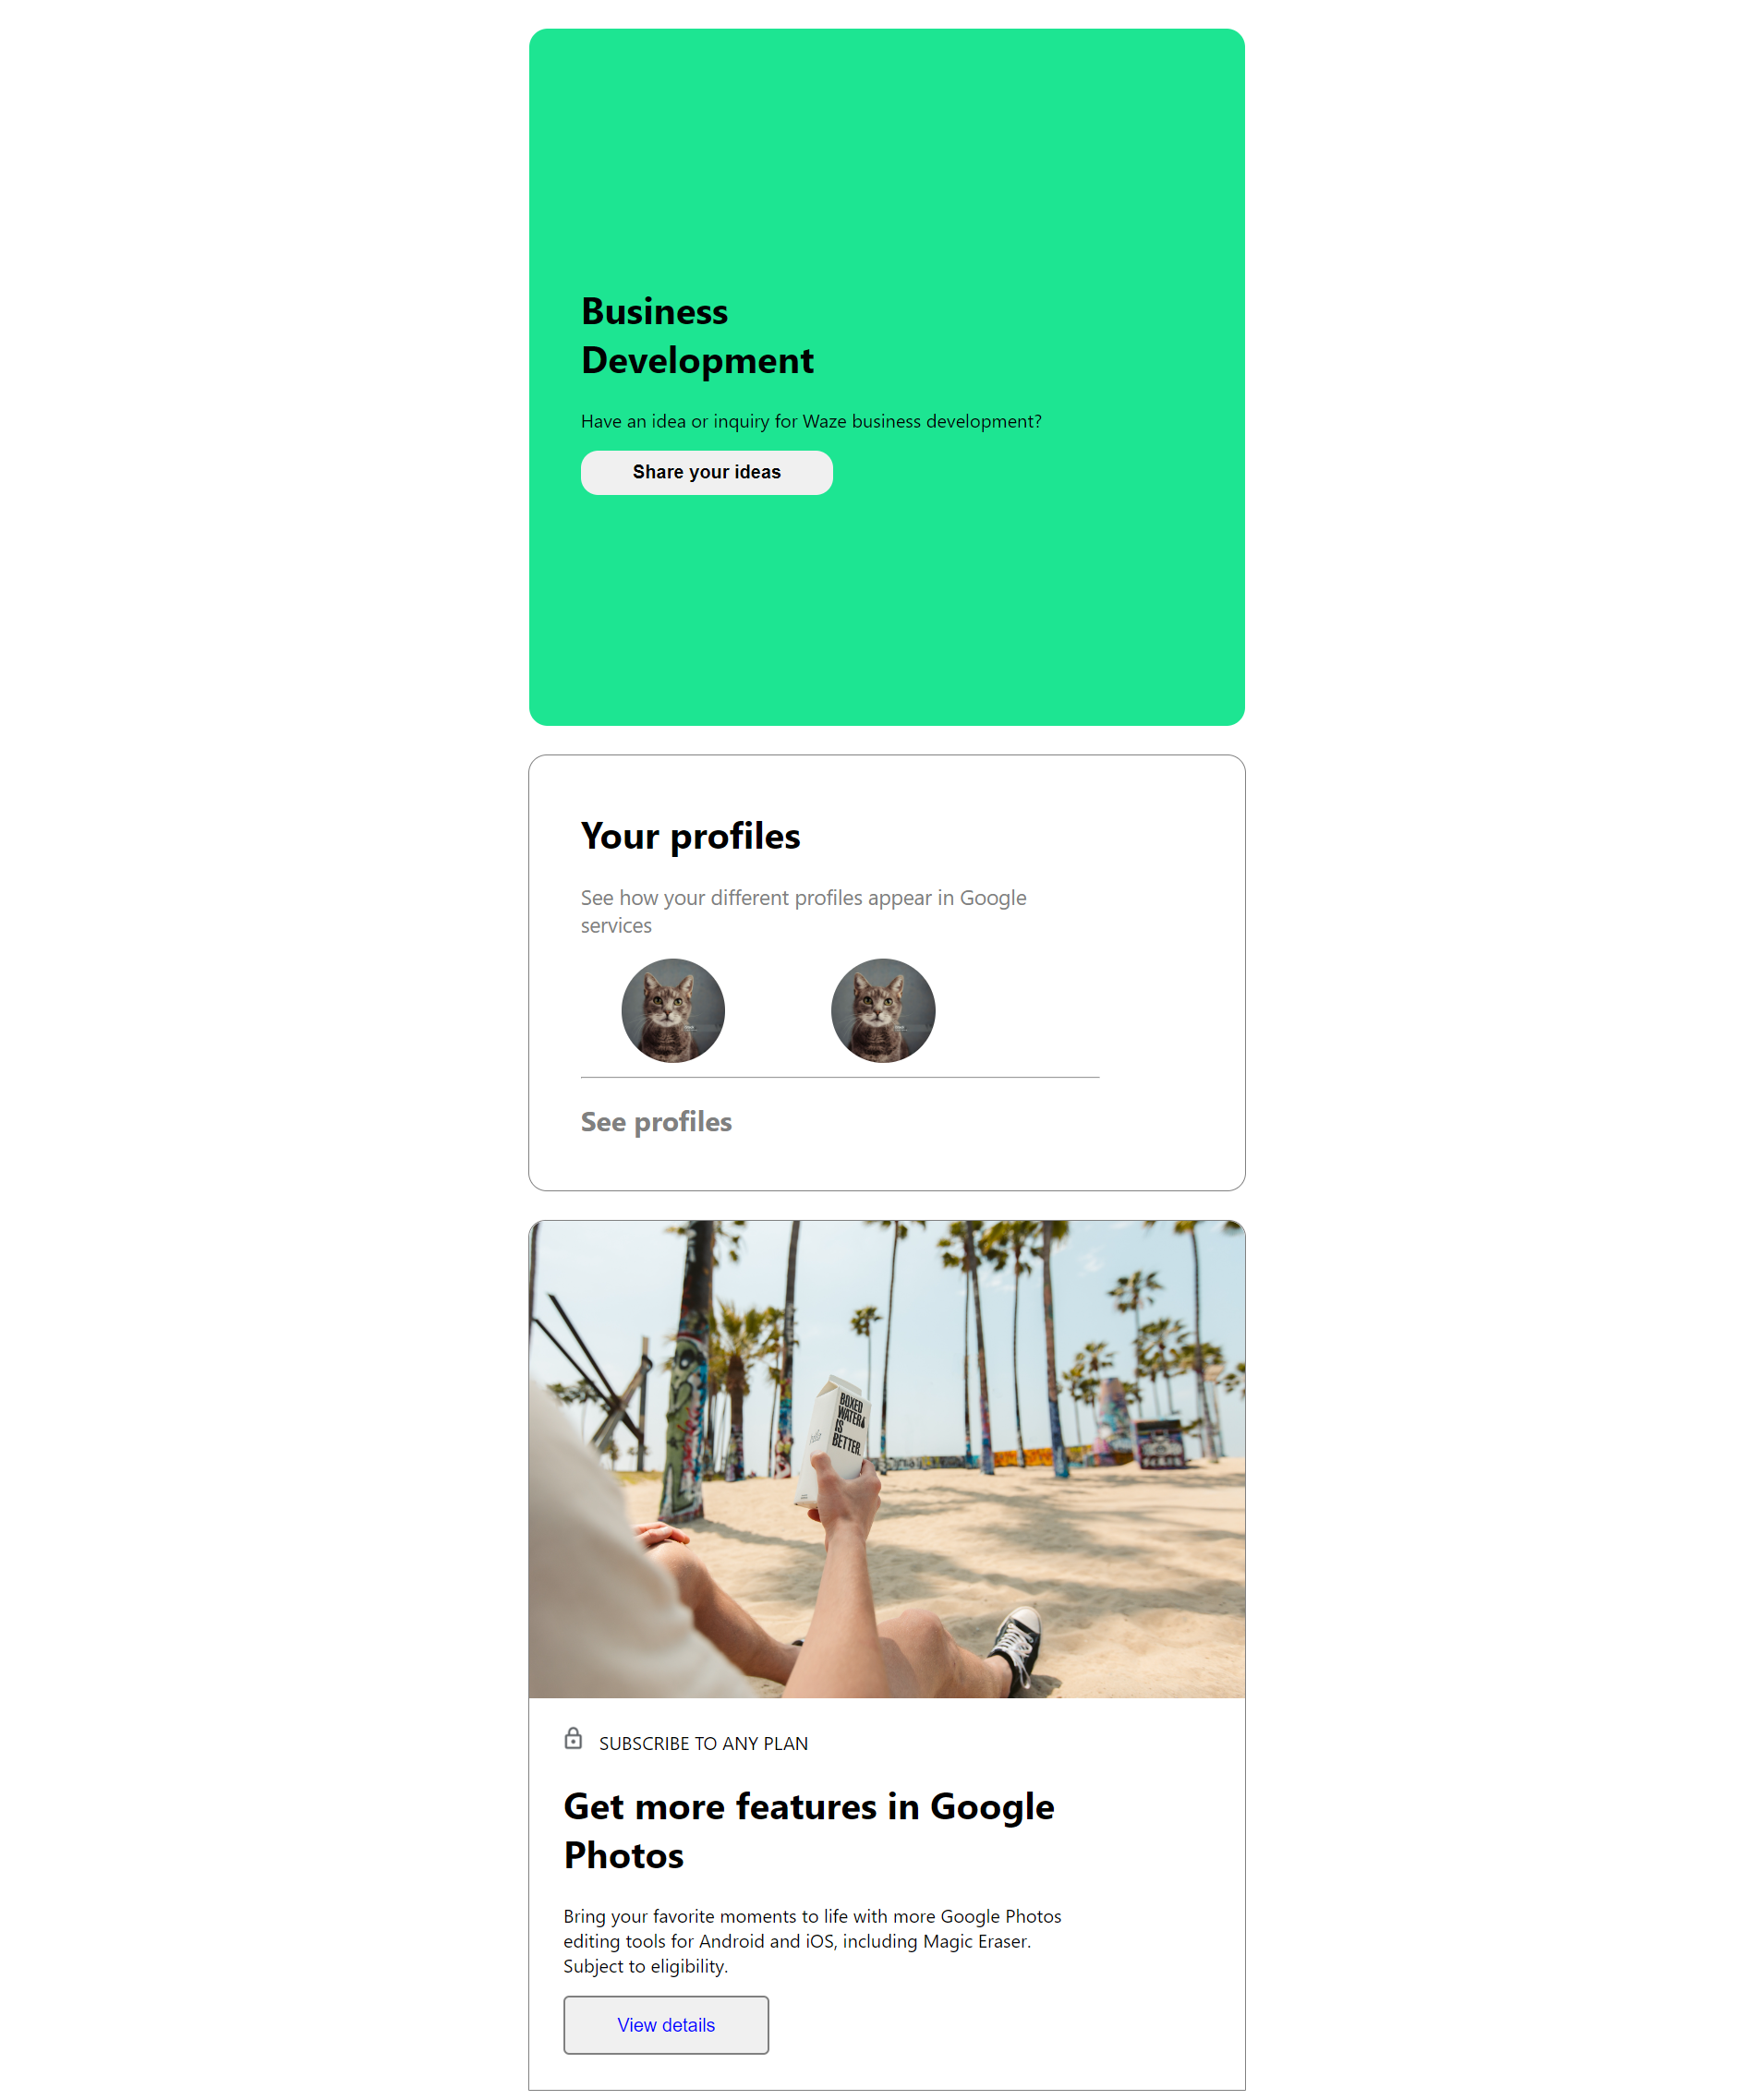 Business
Development
Have an idea or inquiry for Waze business development?
Share your ideas
Your profiles
See how your different profiles appear in Google
services
See profiles
BOXED
WATER
IS
BETTER.
SUBSCRIBE TO ANY PLAN
Get more features in Google
Photos
Bring your favorite moments to life with more Google Photos
editing tools for Android and iOS, including Magic Eraser.
Subject to eligibility.
View details